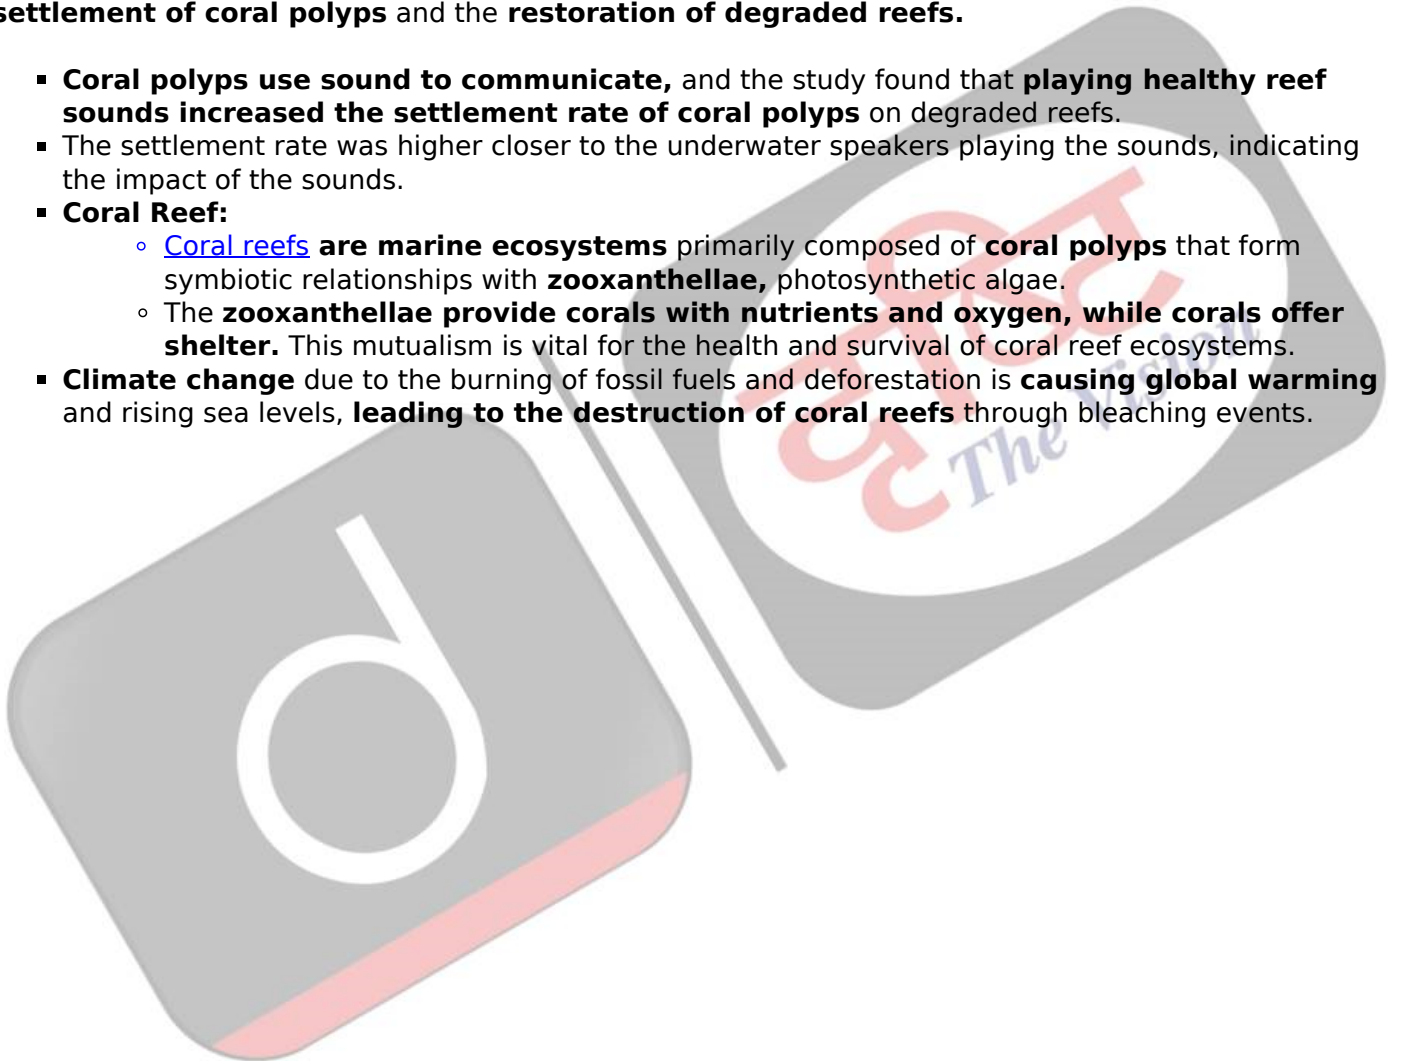 settlement of coral polyps and the restoration of degraded reefs.
Coral polyps use sound to communicate, and the study found that playing healthy reef
sounds increased the settlement rate of coral polyps on degraded reefs.
The settlement rate was higher closer to the underwater speakers playing the sounds, indicating
the impact of the sounds.
Coral Reef:
Coral reefs are marine ecosystems primarily composed of coral polyps that form
symbiotic relationships with zooxanthellae, photosynthetic algae.
The zooxanthellae provide corals with nutrients and oxygen, while corals offer
shelter. This mutualism is vital for the health and survival of coral reef ecosystems.
Climate change due to the burning of fossil fuels and deforestation is causing global warming
and rising sea levels, leading to the destruction of coral reefs through bleaching events.
दृष्टि
The Vision
d